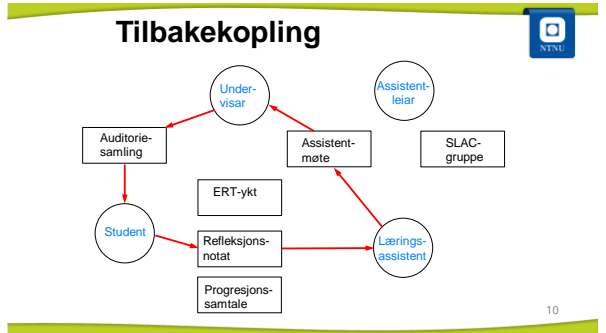 Tilbakekopling
NTNU
Under-
visar
Assistent-
leiar
Auditorie-
samling
Assistent-
møte
SLAC-
gruppe
ERT-ykt
Student
Refleksjons-
notat
Lærings-
assistent
Progresjons-
samtale
10